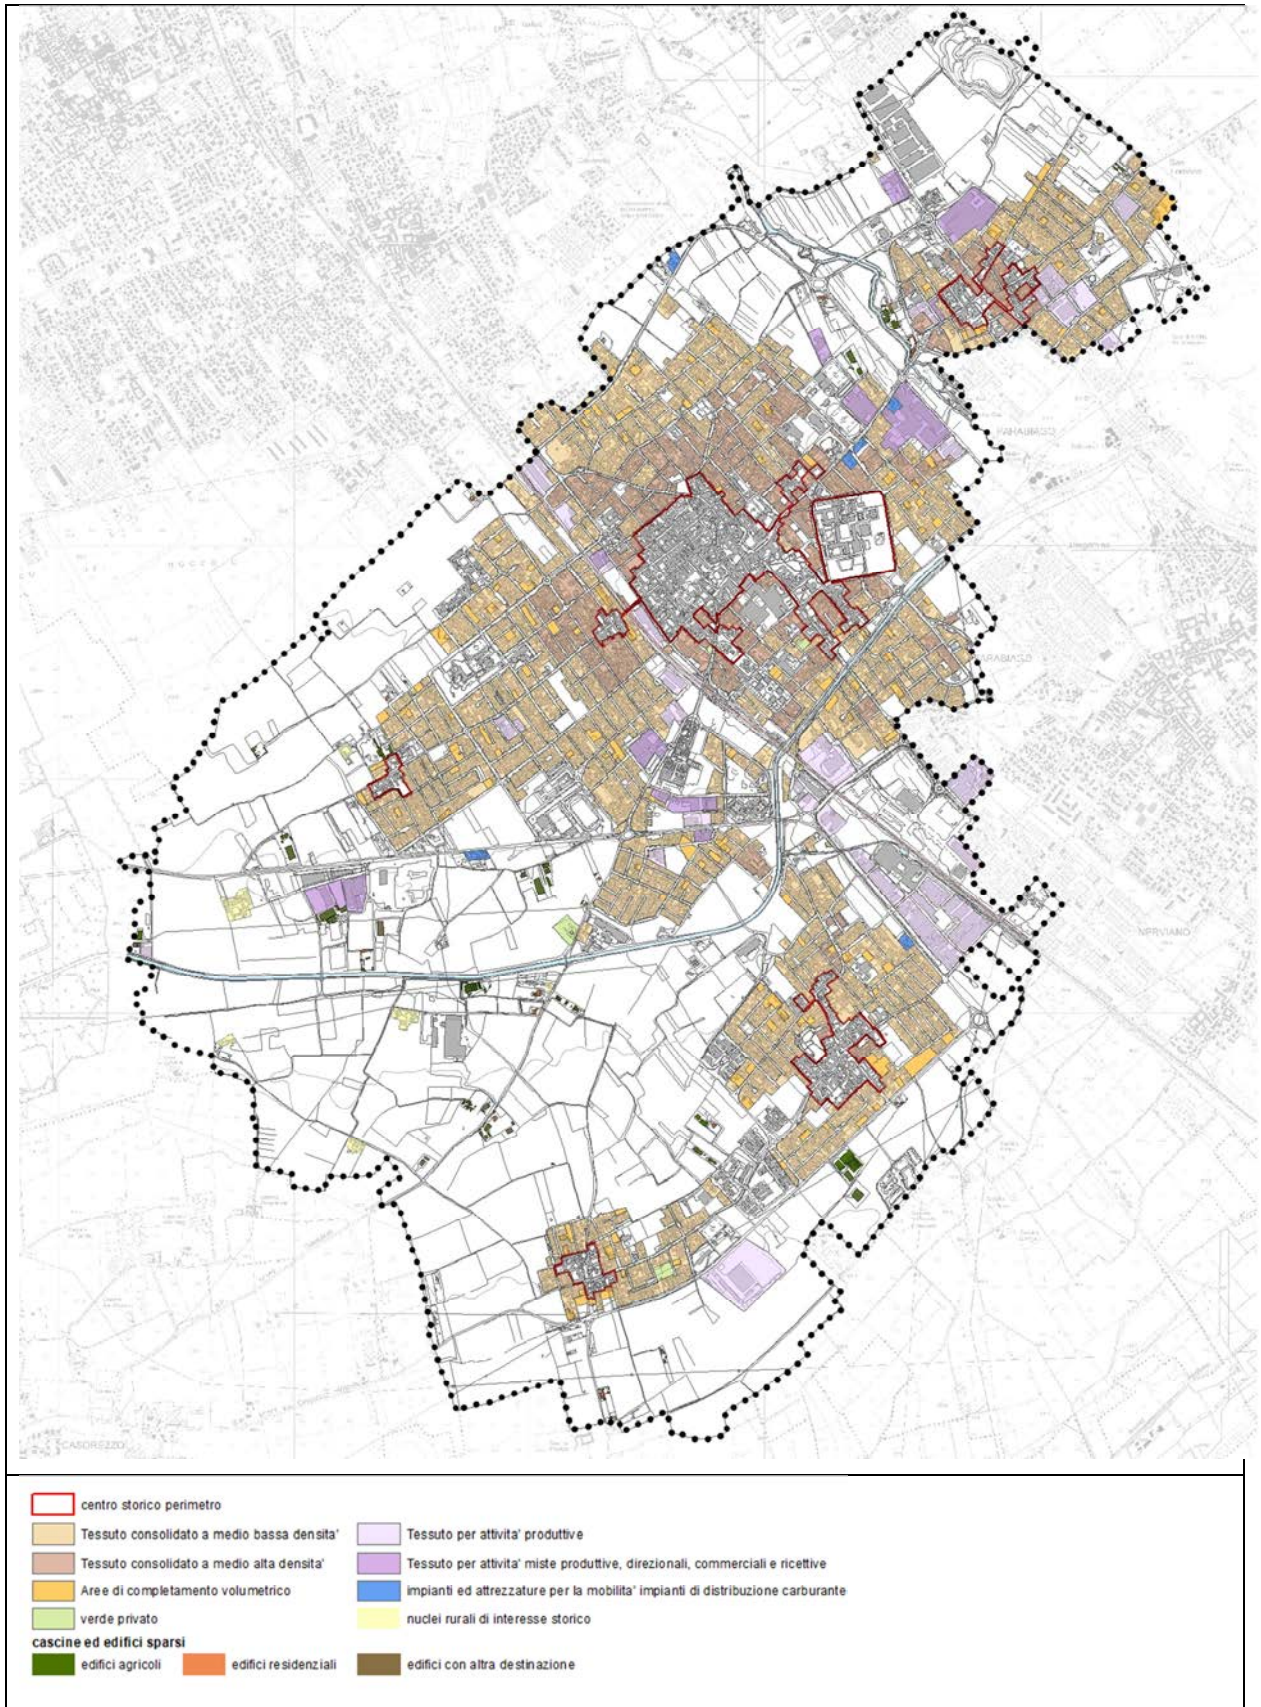 PARABIAGO
PARABIAGO
NERVIANO
CASOREZZO
centro storico perimetro
Tessuto consolidato a medio bassa densita'
Tessuto per attivita' produttive
Tessuto consolidato a medio alta densita'
Tessuto per attivita' miste produttive, direzionali, commerciali e ricettive
Aree di completamento volumetrico
impianti ed attrezzature per la mobilita' impianti di distribuzione carburante
verde privato
nuclei rurali di interesse storico
cascine ed edifici sparsi
edifici agricoli
edifici residenziali
edifici con altra destinazione